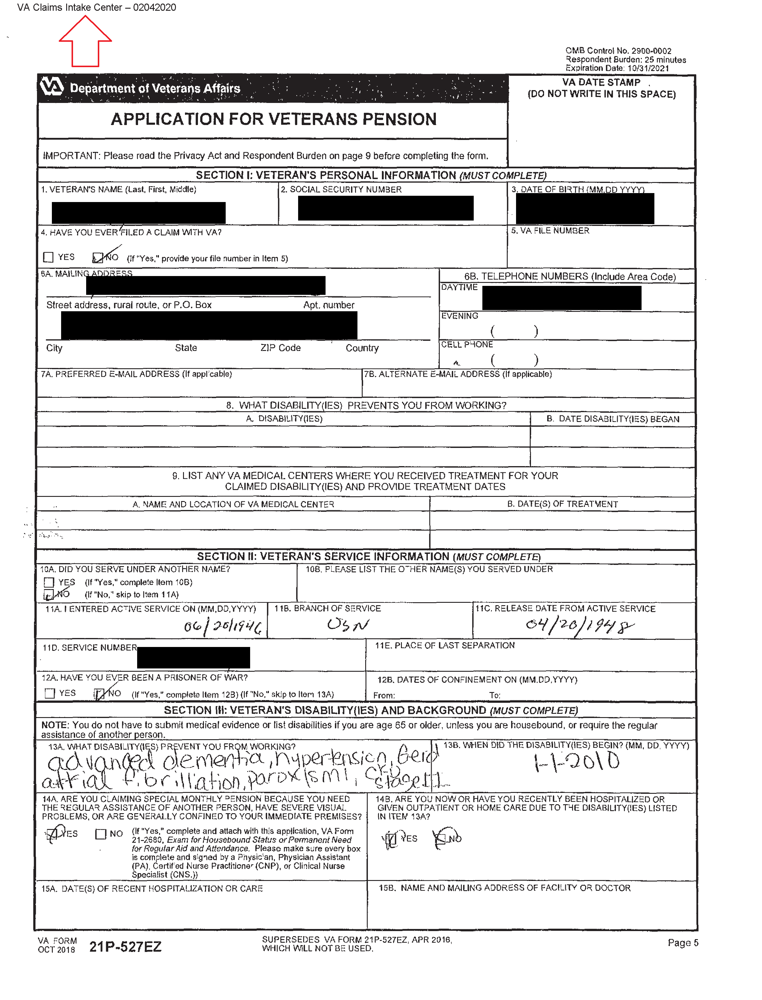 VA Claims Intake Center – 02042020
OMB Control No. 2900-0002
Respondent Burden: 25 minutes
Expiration Date: 10/31/2021
VA Department of Veterans Affairs
VA DATE STAMP
(DO NOT WRITE IN THIS SPACE)
APPLICATION FOR VETERANS PENSION
IMPORTANT: Please read the Privacy Act and Respondent Burden on page 9 before completing the form.
SECTION I: VETERAN'S PERSONAL INFORMATION (MUST COMPLETE)
1. VETERAN'S NAME (Last, First, Middle)
2. SOCIAL SECURITY NUMBER
3. DATE OF BIRTH (MM,DD YYYY)
4. HAVE YOU EVER FILED A CLAIM WITH VA?
YES NO (If "Yes," provide your file number in Item 5)
5. VA FILE NUMBER
6A. MAILING ADDRESS
Street address, rural route, or P.O. Box Apt. number
City State ZIP Code Country
6B. TELEPHONE NUMBERS (Include Area Code)
DAYTIME
EVENING
( )
CELL PHONE
( )
7A. PREFERRED E-MAIL ADDRESS (If applicable)
7B. ALTERNATE E-MAIL ADDRESS (If applicable)
8. WHAT DISABILITY(IES) PREVENTS YOU FROM WORKING?
A. DISABILITY(IES)
B. DATE DISABILITY(IES) BEGAN
9. LIST ANY VA MEDICAL CENTERS WHERE YOU RECEIVED TREATMENT FOR YOUR
CLAIMED DISABILITY(IES) AND PROVIDE TREATMENT DATES
A. NAME AND LOCATION OF VA MEDICAL CENTER
B. DATE(S) OF TREATMENT
SECTION II: VETERAN'S SERVICE INFORMATION (MUST COMPLETE)
10A. DID YOU SERVE UNDER ANOTHER NAME?
YES (If "Yes," complete Item 10B)
NO (If "No," skip to Item 11A)
10B. PLEASE LIST THE OTHER NAME(S) YOU SERVED UNDER
11A. I ENTERED ACTIVE SERVICE ON (MM,DD,YYYY)
06/20/1946
11B. BRANCH OF SERVICE
USN
11C. RELEASE DATE FROM ACTIVE SERVICE
04/20/1948
11D. SERVICE NUMBER
11E. PLACE OF LAST SEPARATION
12A. HAVE YOU EVER BEEN A PRISONER OF WAR?
YES NO (If "Yes," complete Item 12B) (If "No," skip to Item 13A)
12B. DATES OF CONFINEMENT ON (MM,DD,YYYY)
From: To:
SECTION III: VETERAN'S DISABILITY(IES) AND BACKGROUND (MUST COMPLETE)
NOTE: You do not have to submit medical evidence or list disabilities if you are age 65 or older, unless you are housebound, or require the regular
assistance of another person.
13A. WHAT DISABILITY(IES) PREVENT YOU FROM WORKING?
advanced dementia, hypertension, Gerd
atrial fibrillation, paroxisml, CKD
stage III
13B. WHEN DID THE DISABILITY(IES) BEGIN? (MM, DD, YYYY)
1-1-2010
14A. ARE YOU CLAIMING SPECIAL MONTHLY PENSION BECAUSE YOU NEED
THE REGULAR ASSISTANCE OF ANOTHER PERSON, HAVE SEVERE VISUAL
PROBLEMS, OR ARE GENERALLY CONFINED TO YOUR IMMEDIATE PREMISES?
YES NO (If "Yes," complete and attach with this application, VA Form
21-2680, Exam for Housebound Status or Permanent Need
for Regular Aid and Attendance. Please make sure every box
is complete and signed by a Physician, Physician Assistant
(PA), Certified Nurse Practitioner (CNP), or Clinical Nurse
Specialist (CNS.))
14B. ARE YOU NOW OR HAVE YOU RECENTLY BEEN HOSPITALIZED OR
GIVEN OUTPATIENT OR HOME CARE DUE TO THE DISABILITY(IES) LISTED
IN ITEM 13A?
YES NO
15A. DATE(S) OF RECENT HOSPITALIZATION OR CARE
15B. NAME AND MAILING ADDRESS OF FACILITY OR DOCTOR
VA FORM
OCT 2018 21P-527EZ
SUPERSEDES VA FORM 21P-527EZ, APR 2016,
WHICH WILL NOT BE USED.
Page 5